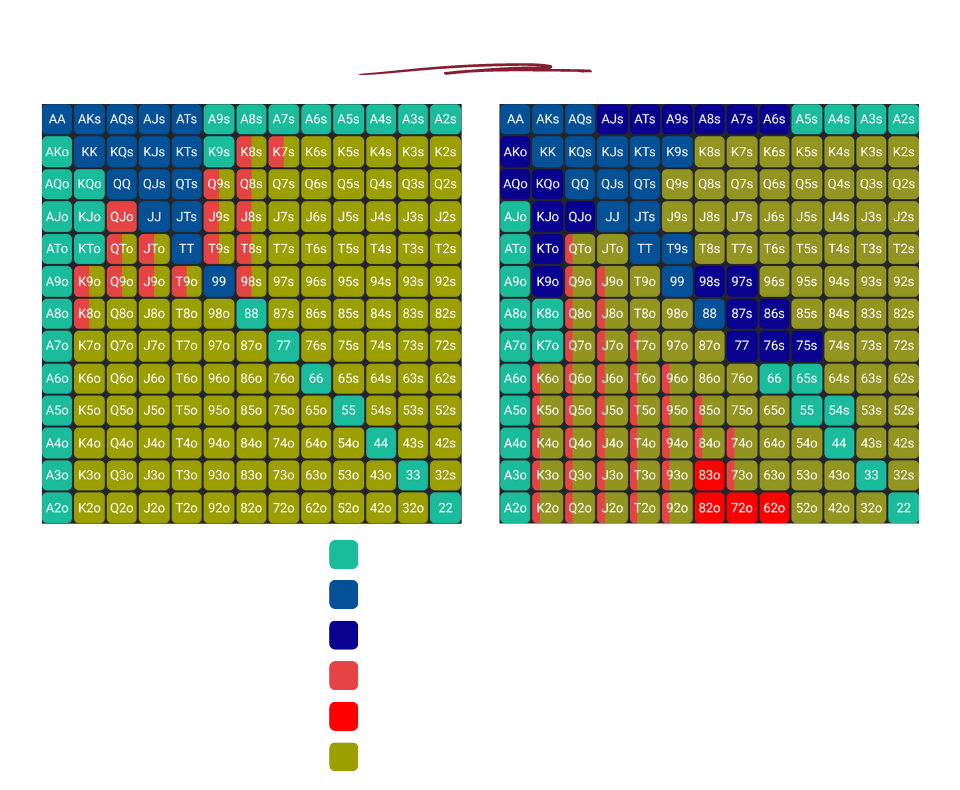 AA AKs AQs AJs ATs A9s A8s A7s A6s A5s A4s A3s A2s
AKo KK KQs KJs KTs K9s K8s K7s K6s K5s K4s K3s K2s
AQo KQo QQ QJs QTs Q9s Q8s Q7s Q6s Q5s Q4s Q3s Q2s
AJo KJo QJo JJ JTs J9s J8s J7s J6s J5s J4s J3s J2s
ATo KTo QTo JTo TT T9s T8s T7s T6s T5s T4s T3s T2s
A9o K9o Q9o J9o T9o 99 98s 97s 96s 95s 94s 93s 92s
A8o K8o Q8o J8o T8o 98o 88 87s 86s 85s 84s 83s 82s
A7o K7o Q7o J7o T7o 97o 87o 77 76s 75s 74s 73s 72s
A6o K6o Q6o J6o T6o 96o 86o 76o 66 65s 64s 63s 62s
A5o K5o Q5o J5o T5o 95o 85o 75o 65o 55 54s 53s 52s
A4o K4o Q4o J4o T4o 94o 84o 74o 64o 54o 44 43s 42s
A3o K3o Q3o J3o T3o 93o 83o 73o 63o 53o 43o 33 32s
A2o K2o Q2o J2o T2o 92o 82o 72o 62o 52o 42o 32o 22
AA AKs AQs AJs ATs A9s A8s A7s A6s A5s A4s A3s A2s
AKo KK KQs KJs KTs K9s K8s K7s K6s K5s K4s K3s K2s
AQo KQo QQ QJs QTs Q9s Q8s Q7s Q6s Q5s Q4s Q3s Q2s
AJo KJo QJo JJ JTs J9s J8s J7s J6s J5s J4s J3s J2s
ATo KTo QTo JTo TT T9s T8s T7s T6s T5s T4s T3s T2s
A9o K9o Q9o J9o T9o 99 98s 97s 96s 95s 94s 93s 92s
A8o K8o Q8o J8o T8o 98o 88 87s 86s 85s 84s 83s 82s
A7o K7o Q7o J7o T7o 97o 87o 77 76s 75s 74s 73s 72s
A6o K6o Q6o J6o T6o 96o 86o 76o 66 65s 64s 63s 62s
A5o K5o Q5o J5o T5o 95o 85o 75o 65o 55 54s 53s 52s
A4o K4o Q4o J4o T4o 94o 84o 74o 64o 54o 44 43s 42s
A3o K3o Q3o J3o T3o 93o 83o 73o 63o 53o 43o 33 32s
A2o K2o Q2o J2o T2o 92o 82o 72o 62o 52o 42o 32o 22